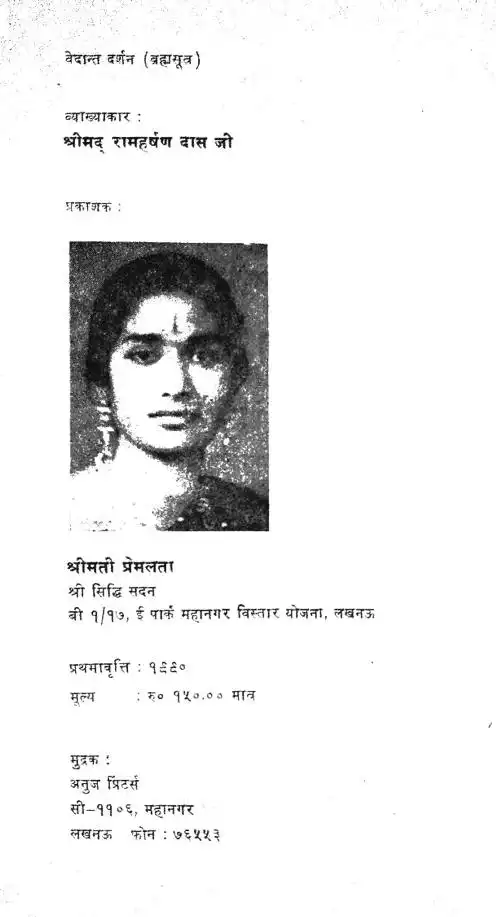 वेदान्त दर्शन (ब्रह्मसूत्र)
व्याख्याकार :
श्रीमद् रामहर्षण दास जी
प्रकाशक :
श्रीमती प्रेमलता
श्री सिद्धि सदन
बी १/१७, ई पार्क महानगर विस्तार योजना, लखनऊ
प्रथमावृत्ति : १९९०
मूल्य : रु० १५०.०० मात्र
मुद्रक :
अनुज प्रिंटर्स
सी–११०६, महानगर
लखनऊ फोन : ७६५५३